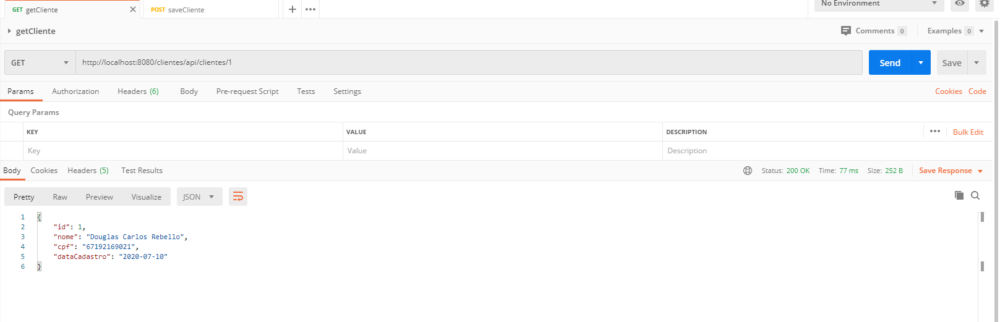 GET getCliente POST saveCliente No Environment
getCliente Comments 0 Examples 0
GET http://localhost:8080/clientes/api/clientes/1 Send Save
Params Authorization Headers (6) Body Pre-request Script Tests Settings Cookies Code
Query Params
KEY VALUE DESCRIPTION Bulk Edit
Key Value Description
Body Cookies Headers (5) Test Results Status: 200 OK Time: 77 ms Size: 252 B Save Response
Pretty Raw Preview Visualize JSON
1 {
2 "id": 1,
3 "nome": "Douglas Carlos Rebello",
4 "cpf": "67192169021",
5 "dataCadastro": "2020-07-10"
6 }